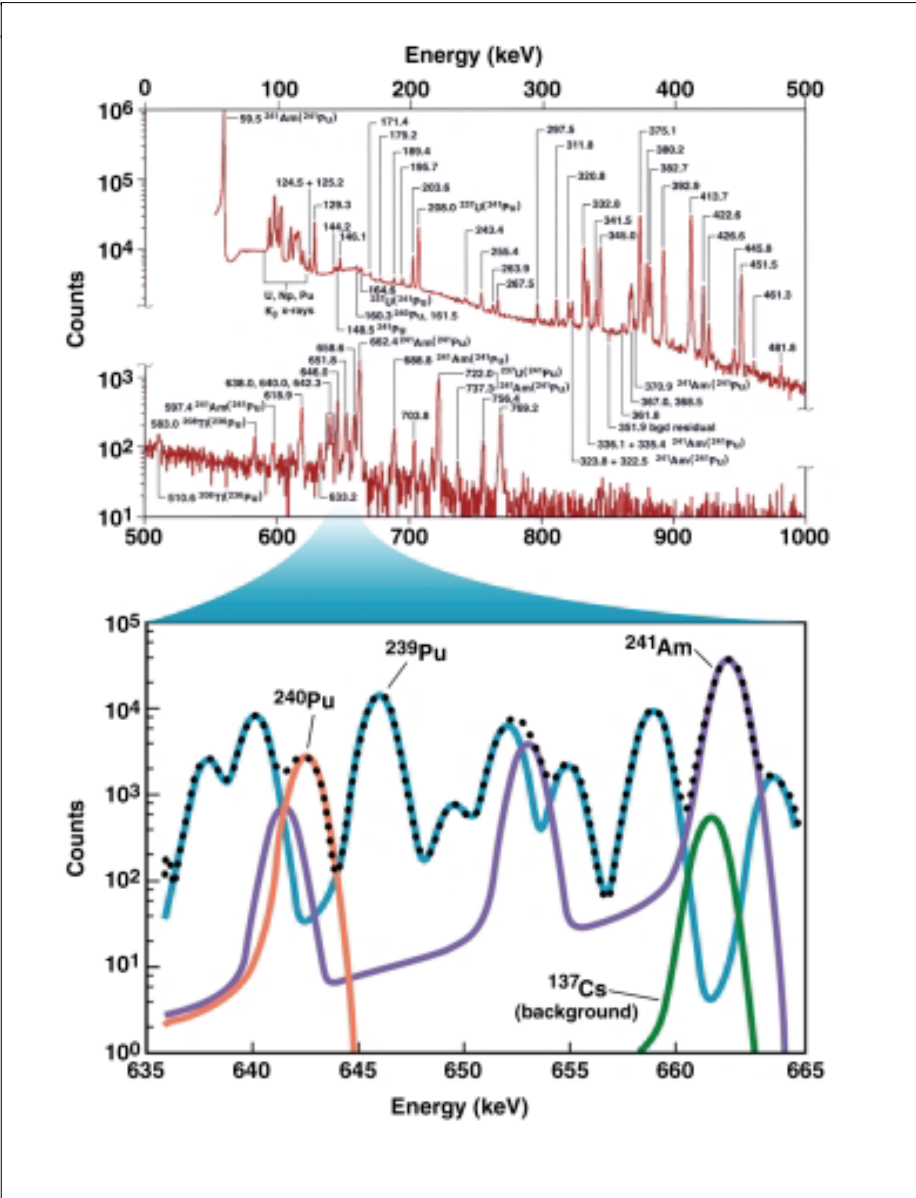 Energy (keV)
0 100 200 300 400 500
10⁶
10⁵
10⁴
10³
10²
10¹
Counts
59.5 ²⁴¹Am(²⁴¹Pu)
124.5 + 125.2
129.3
144.2
146.1
171.4
179.2
189.4
195.7
203.6
208.0 ²³⁷U(²⁴¹Pu)
243.4
255.4
263.9
267.5
297.5
311.8
320.8
332.8
341.5
345.0
375.1
380.2
382.7
392.9
413.7
422.6
426.6
445.8
451.5
461.3
481.8
U, Np, Pu
x-rays
164.6
²³⁷U(²⁴¹Pu)
160.3 ²⁴⁰Pu, 161.5
148.5 ²⁴¹Pu
662.4 ²⁴¹Am(²⁴¹Pu)
658.8
651.8
646.0
638.0, 640.0, 642.3
618.9
597.4 ²⁴¹Am(²⁴¹Pu)
583.0 ²⁰⁸Tl(²³⁶Pu)
510.6 ²⁰⁸Tl(²³⁶Pu)
633.2
688.8 ²⁴¹Am(²⁴¹Pu)
703.8
722.0 ²³⁷U(²⁴¹Pu)
737.3 ²⁴¹Am(²⁴¹Pu)
756.4
769.2
370.9 ²⁴¹Am(²⁴¹Pu)
367.0, 368.5
361.8
351.9 bgd residual
336.1 + 335.4 ²⁴¹Am(²⁴¹Pu)
323.8 + 322.5 ²⁴¹Am(²⁴¹Pu)
500 600 700 800 900 1000
10⁵
10⁴
10³
10²
10¹
10⁰
Counts
²⁴⁰Pu
²³⁹Pu
²⁴¹Am
¹³⁷Cs
(background)
635 640 645 650 655 660 665
Energy (keV)